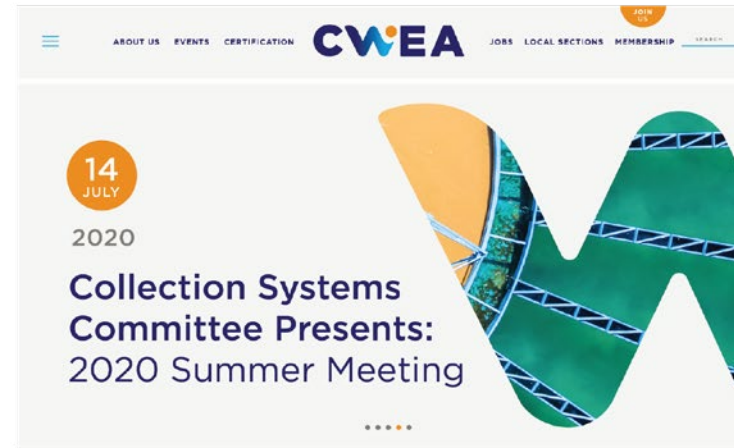 JOIN
US
ABOUT US EVENTS CERTIFICATION CWEA JOBS LOCAL SECTIONS MEMBERSHIP SEARCH
14
JULY
2020
Collection Systems
Committee Presents:
2020 Summer Meeting